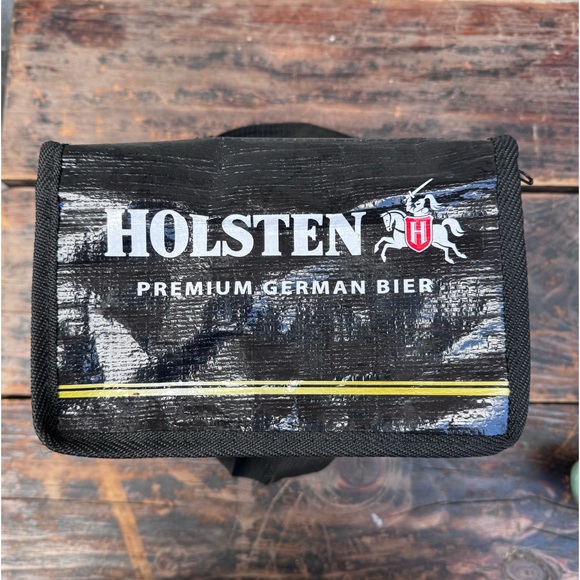 HOLSTEN
H
PREMIUM GERMAN BIER